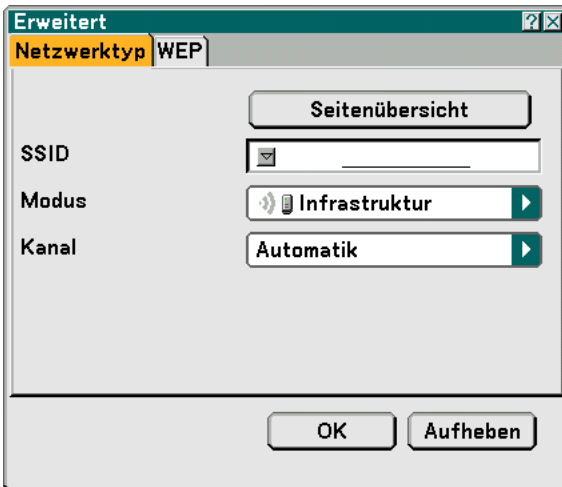 Erweitert
Netzwerktyp WEP
Seitenübersicht
SSID
Modus Infrastruktur
Kanal Automatik
OK Aufheben